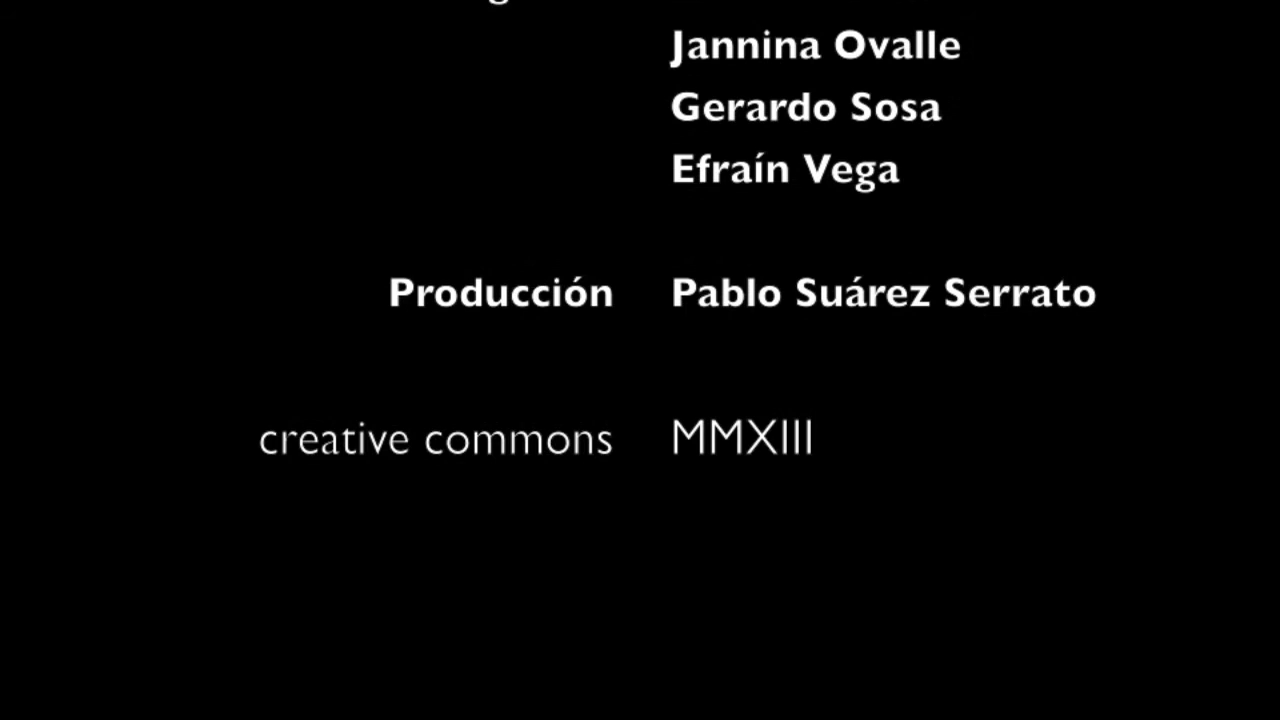 Jannina Ovalle
Gerardo Sosa
Efraín Vega
Producción Pablo Suárez Serrato
creative commons MMXIII